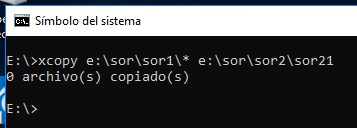 Símbolo del sistema
E:\>xcopy e:\sor\sor1\* e:\sor\sor2\sor21
0 archivo(s) copiado(s)
E:\>